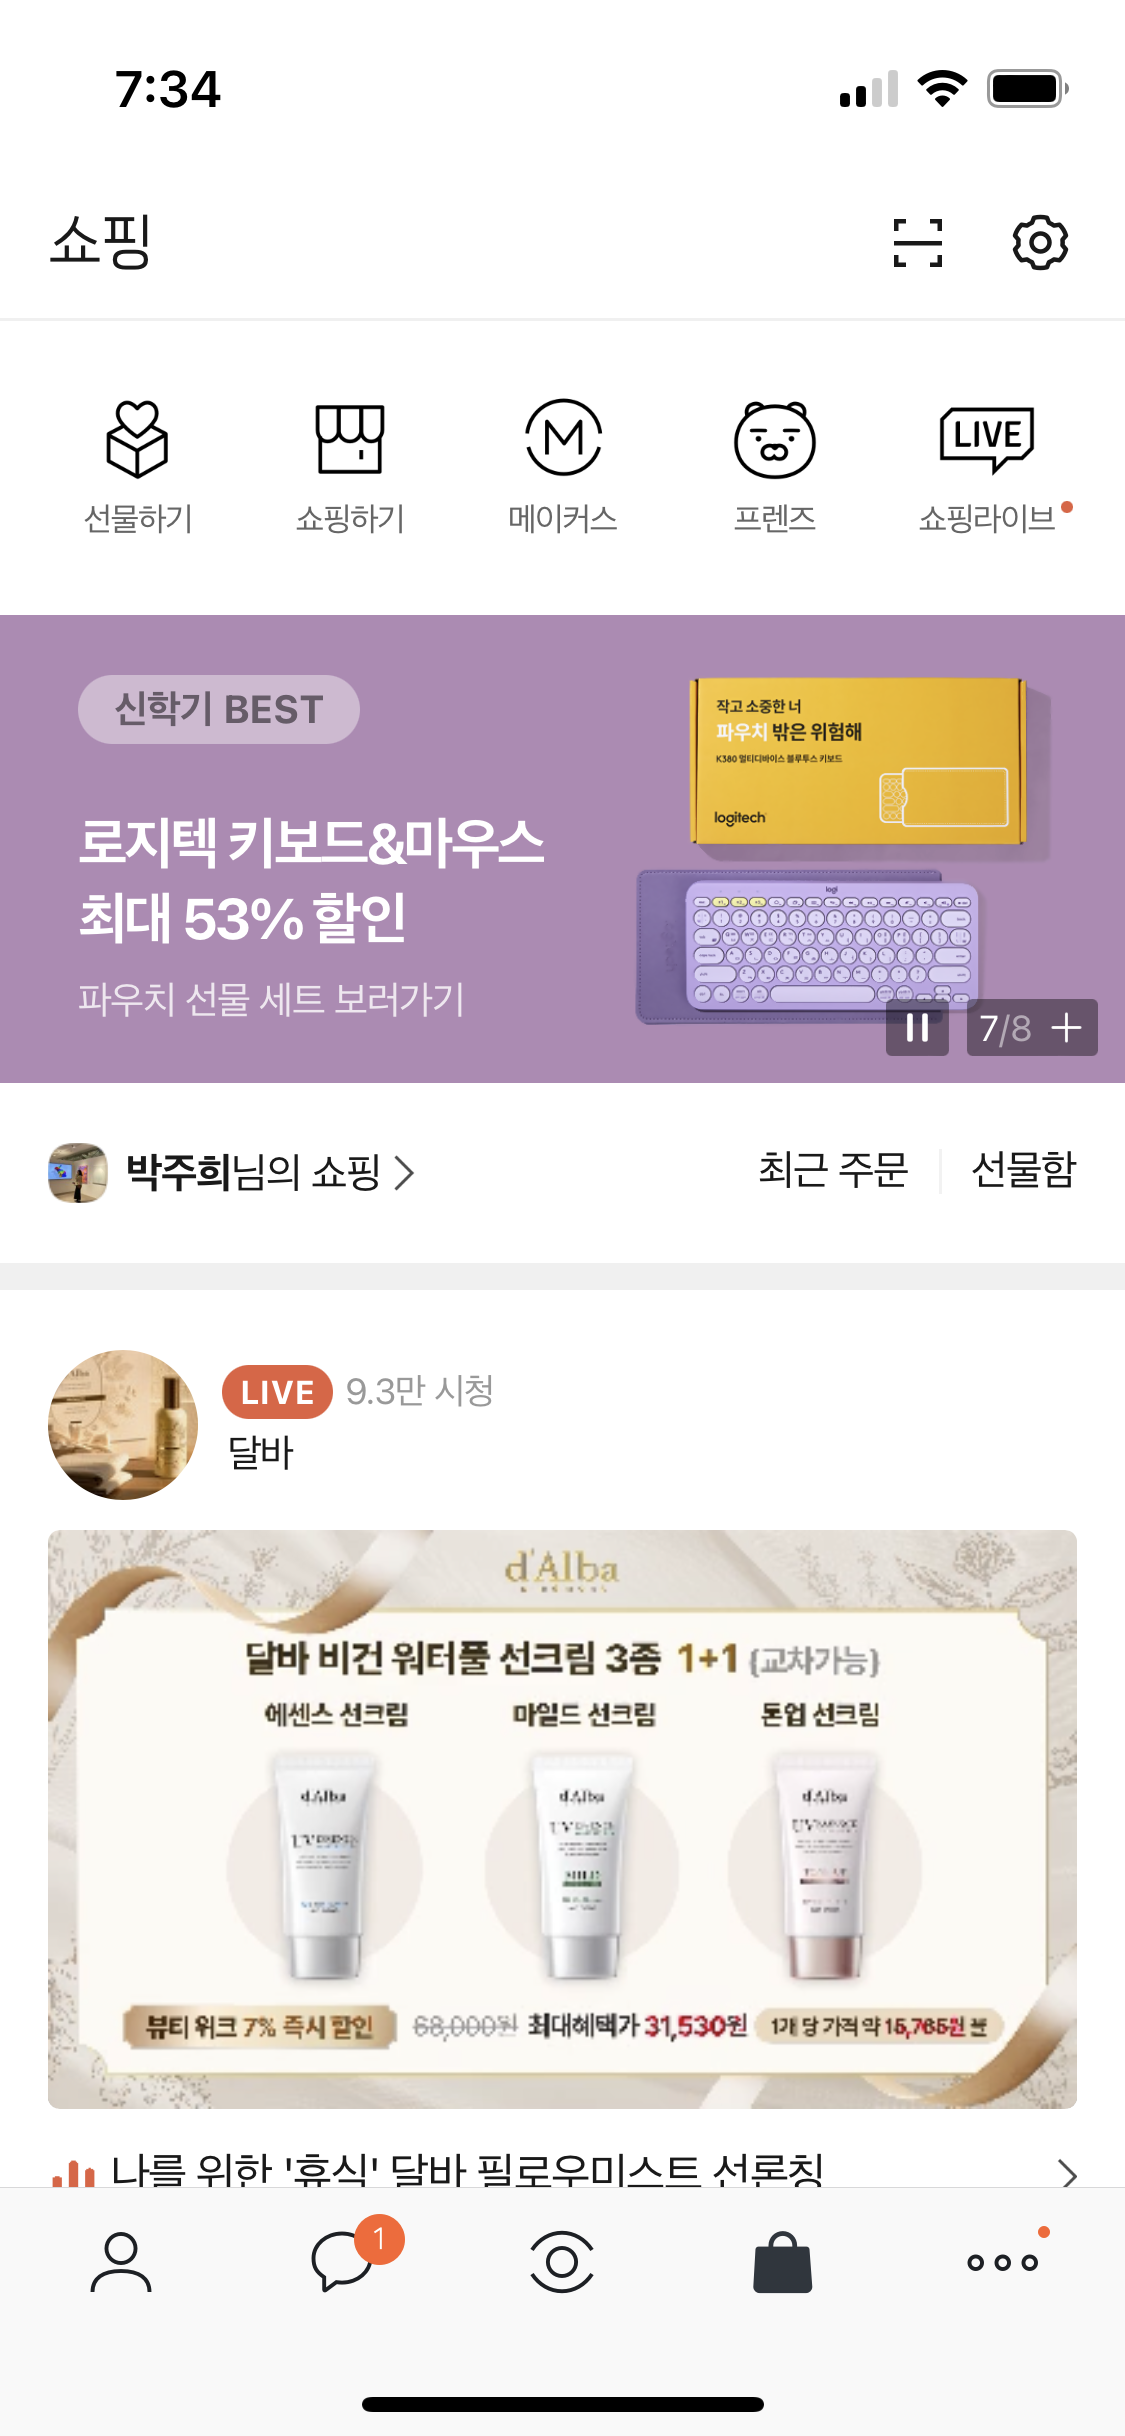 7:34
쇼핑
선물하기
쇼핑하기
메이커스
프렌즈
LIVE
쇼핑라이브
신학기 BEST
로지텍 키보드&마우스
최대 53% 할인
파우치 선물 세트 보러가기
작고 소중한 너
파우치 밖은 위험해
K380 멀티디바이스 블루투스 키보드
logitech
logi
7/8
박주희님의 쇼핑
최근 주문
선물함
LIVE 9.3만 시청
달바
d'Alba
달바 비건 워터풀 선크림 3종 1+1 (교차가능)
에센스 선크림
마일드 선크림
톤업 선크림
d'Alba
d'Alba
d'Alba
뷰티 위크 7% 즉시 할인
68,000원 최대혜택가 31,530원
1개 당 가격 약 15,765원 꼴
나를 위한 '휴식' 달바 필로우미스트 선론칭
1